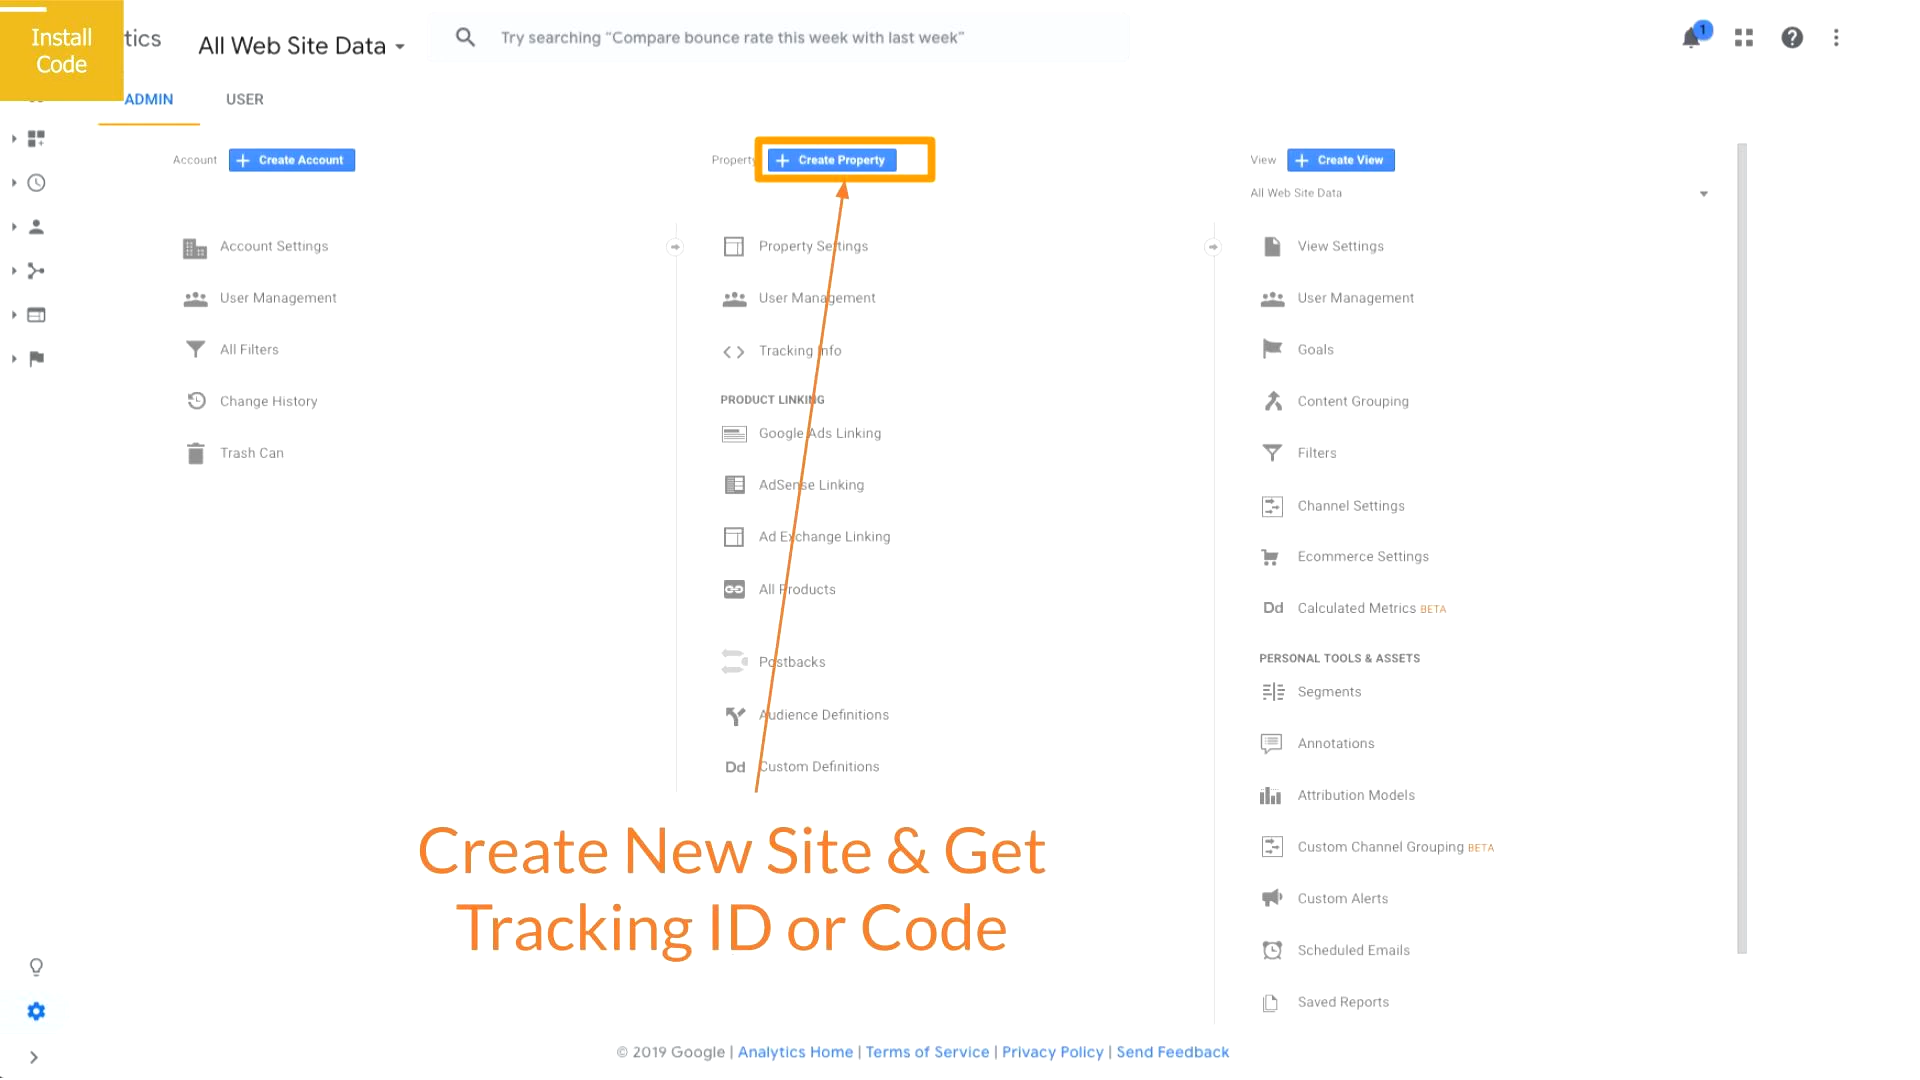 Install
Code
tics
All Web Site Data
Try searching “Compare bounce rate this week with last week”
1
ADMIN
USER
Account
+ Create Account
Property
+ Create Property
View
+ Create View
All Web Site Data
Account Settings
User Management
All Filters
Change History
Trash Can
Property Settings
User Management
Tracking Info
PRODUCT LINKING
Google Ads Linking
AdSense Linking
Ad Exchange Linking
All Products
Postbacks
Audience Definitions
Dd Custom Definitions
View Settings
User Management
Goals
Content Grouping
Filters
Channel Settings
Ecommerce Settings
Dd Calculated Metrics BETA
PERSONAL TOOLS & ASSETS
Segments
Annotations
Attribution Models
Custom Channel Grouping BETA
Custom Alerts
Scheduled Emails
Saved Reports
Create New Site & Get
Tracking ID or Code
© 2019 Google | Analytics Home | Terms of Service | Privacy Policy | Send Feedback